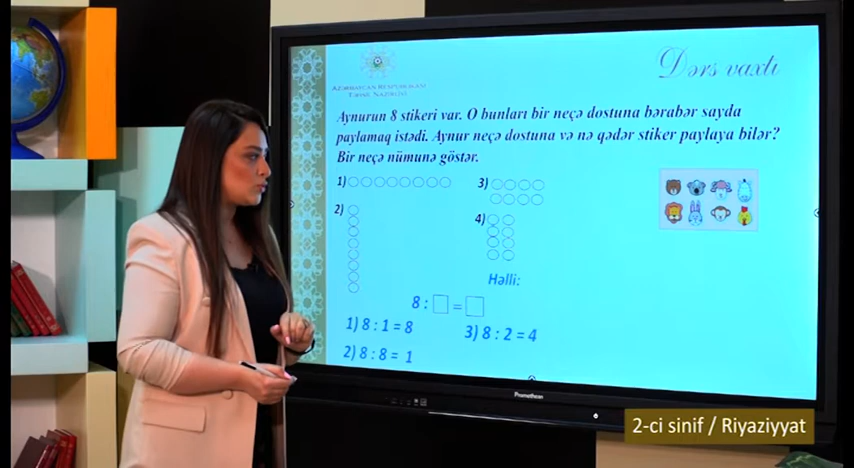 Dərs vaxtı
AZƏRBAYCAN RESPUBLİKASI
TƏHSİL NAZİRLİYİ
Aynurun 8 stikeri var. O bunları bir neçə dostuna bərabər sayda
paylamaq istədi. Aynur neçə dostuna və nə qədər stiker paylaya bilər?
Bir neçə nümunə göstər.
1)
3)
2)
4)
Həlli:
8 : □ = □
1) 8 : 1 = 8
3) 8 : 2 = 4
2) 8 : 8 = 1
Promethean
2-ci sinif / Riyaziyyat